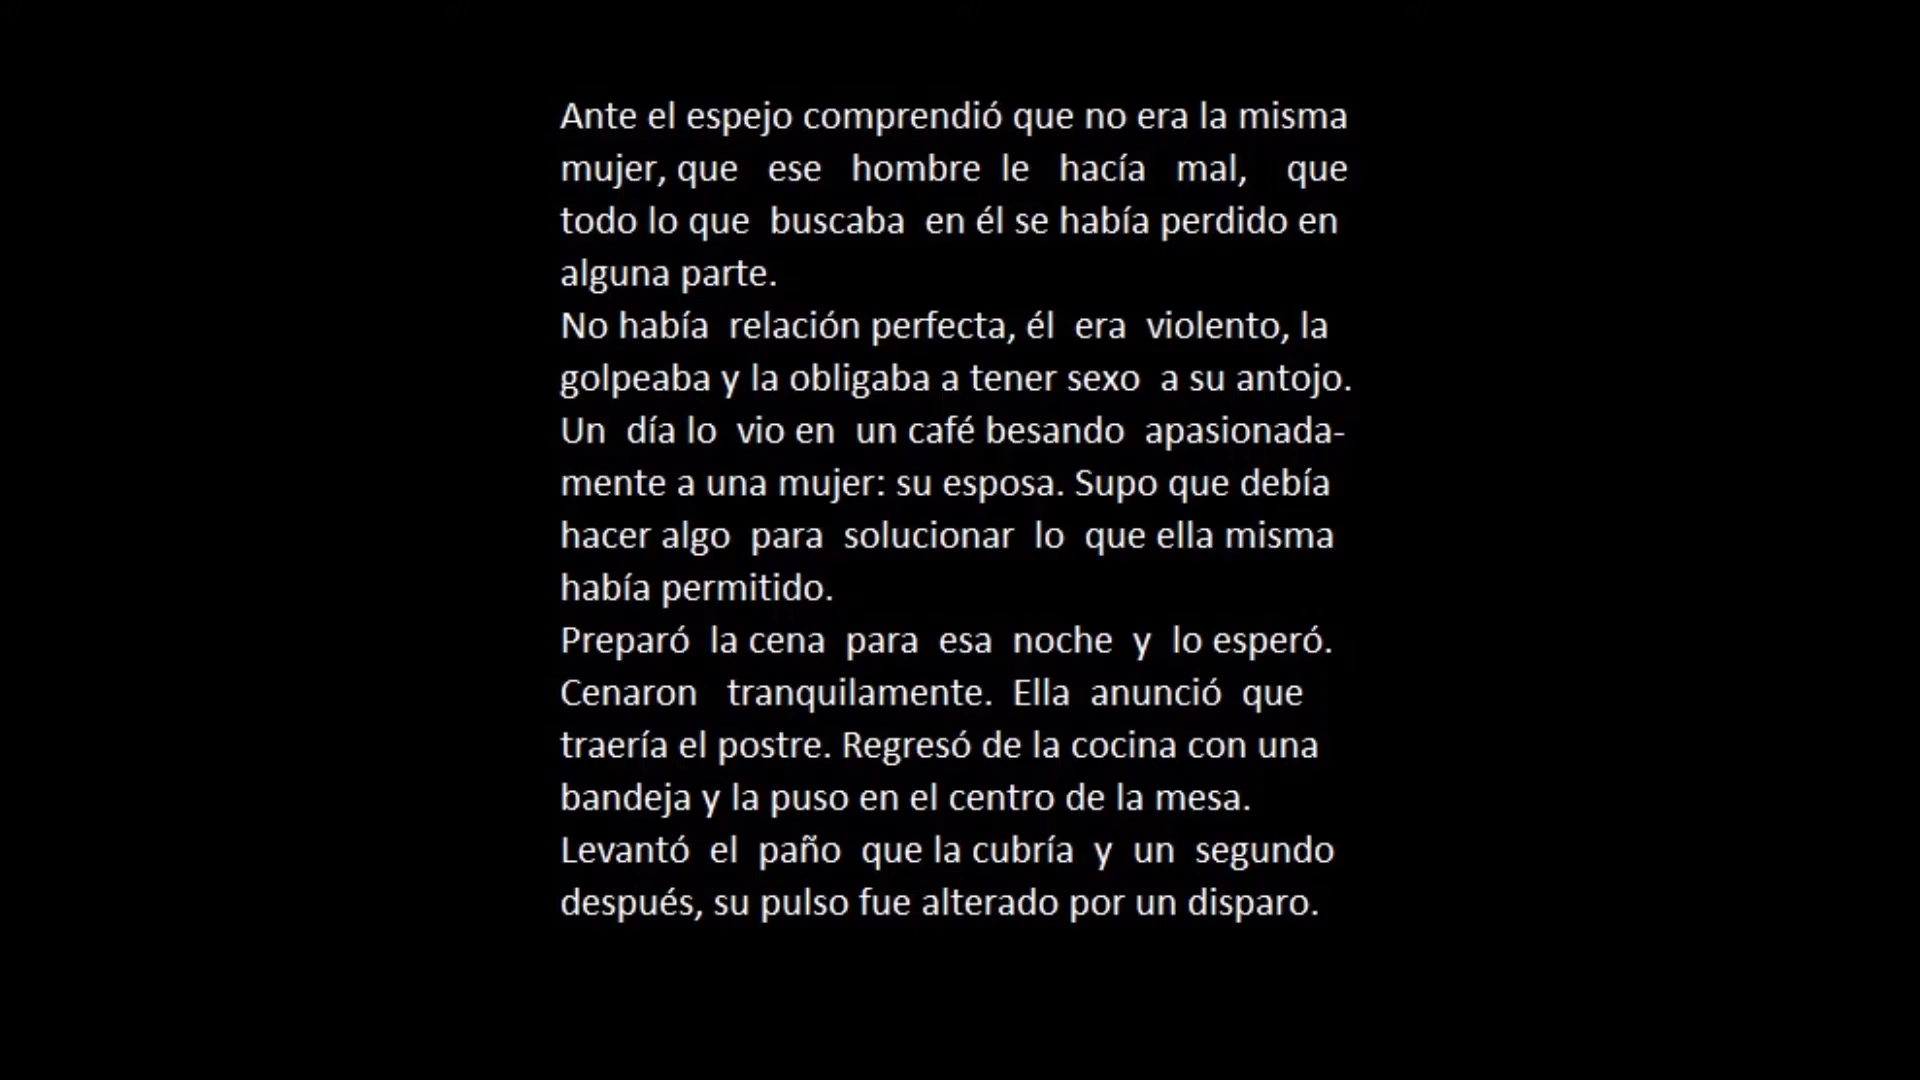 Ante el espejo comprendió que no era la misma
mujer, que ese hombre le hacía mal, que
todo lo que buscaba en él se había perdido en
alguna parte.
No había relación perfecta, él era violento, la
golpeaba y la obligaba a tener sexo a su antojo.
Un día lo vio en un café besando apasionada-
mente a una mujer: su esposa. Supo que debía
hacer algo para solucionar lo que ella misma
había permitido.
Preparó la cena para esa noche y lo esperó.
Cenaron tranquilamente. Ella anunció que
traería el postre. Regresó de la cocina con una
bandeja y la puso en el centro de la mesa.
Levantó el paño que la cubría y un segundo
después, su pulso fue alterado por un disparo.